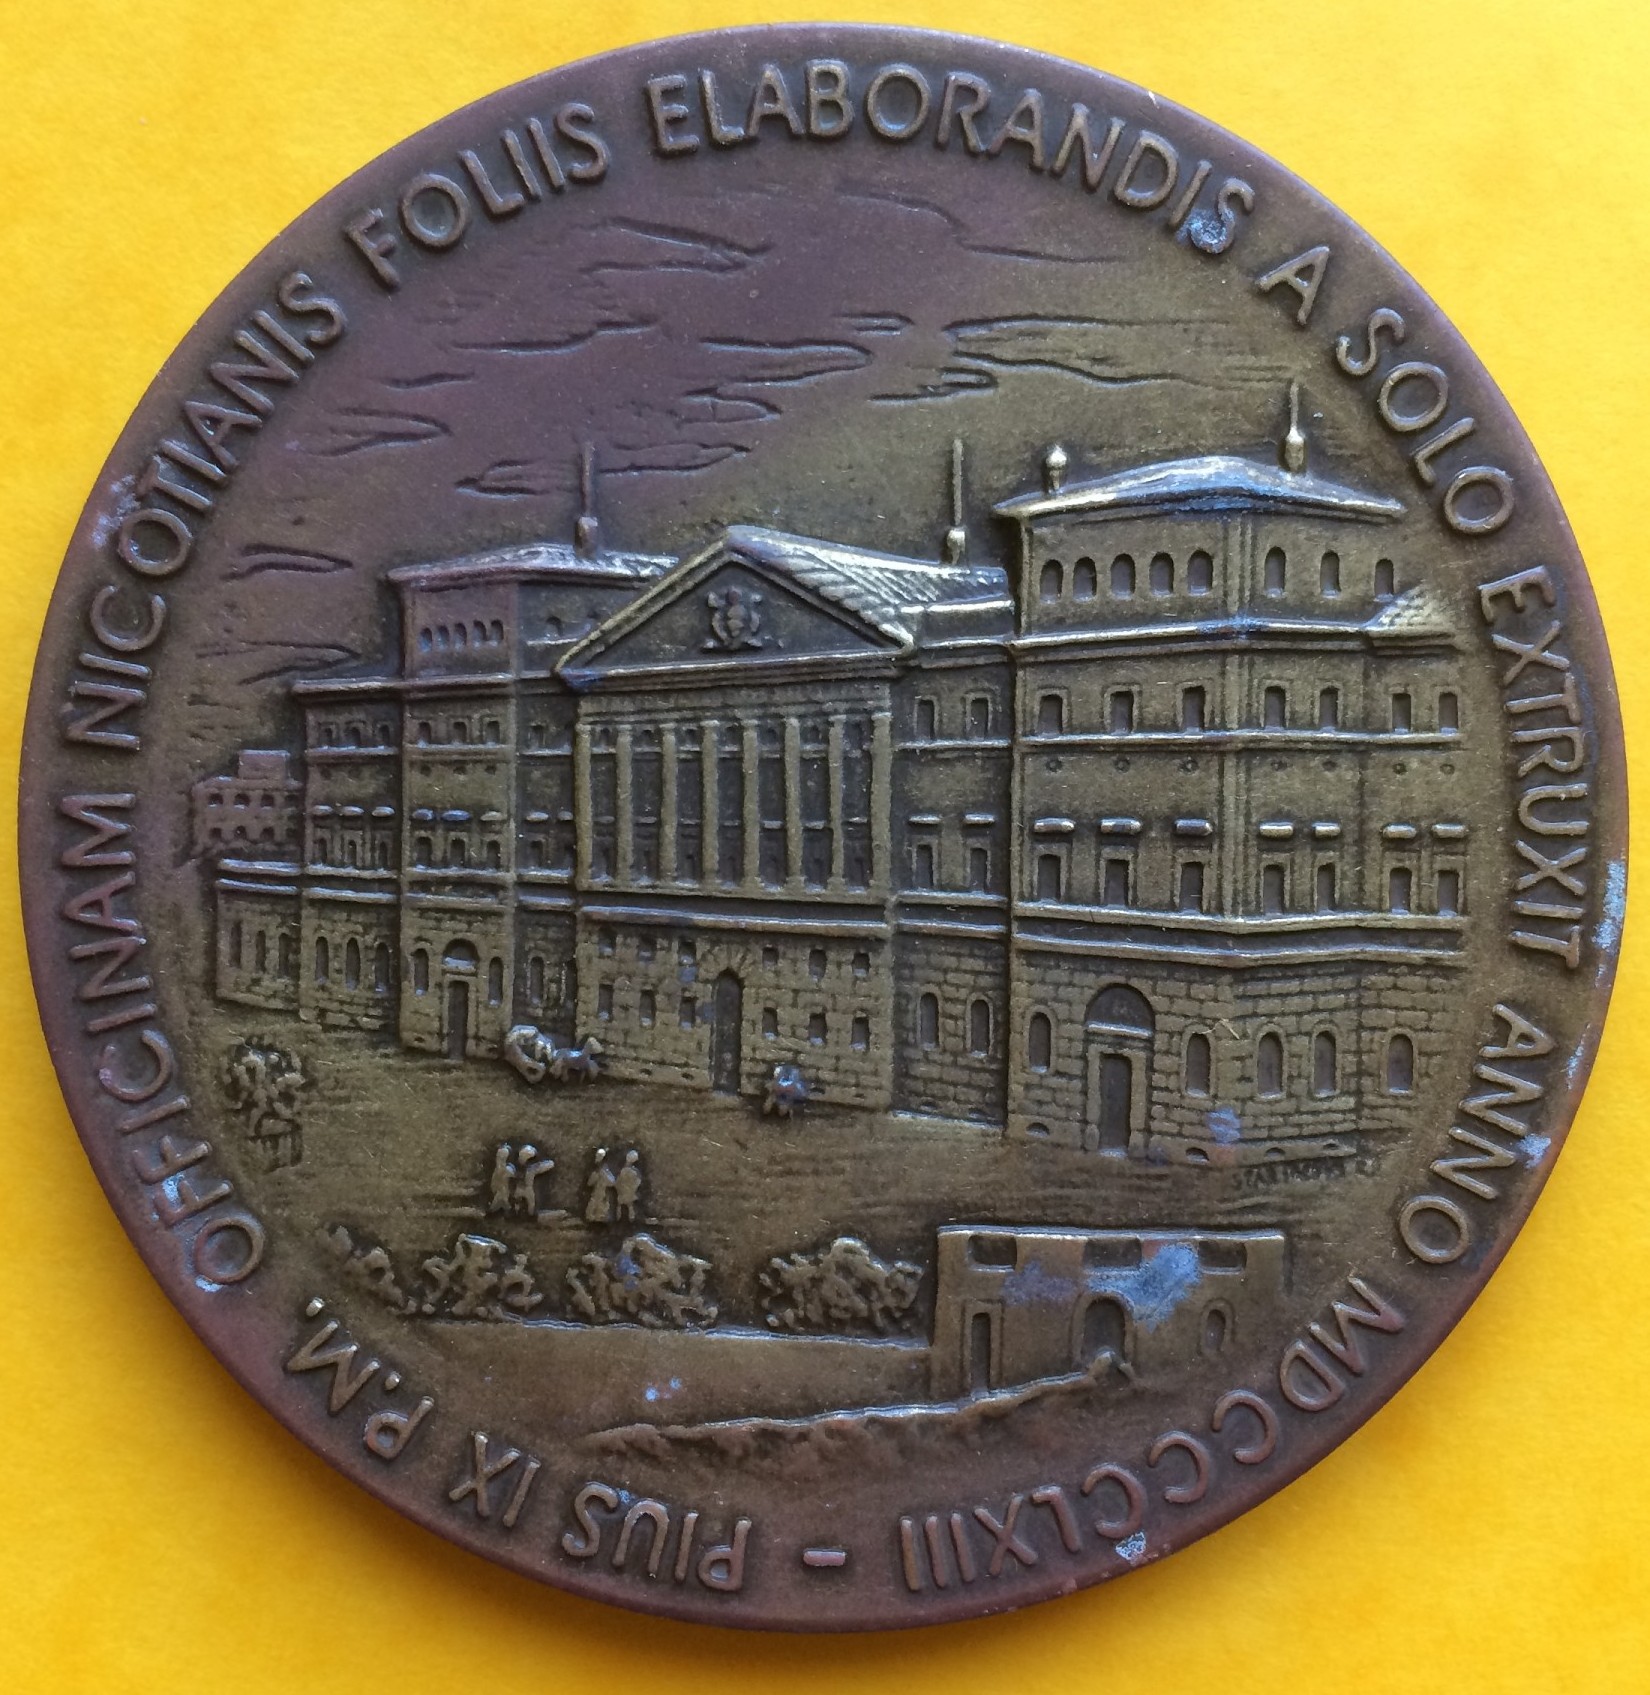 PIUS IX P.M. OFFICINAM NICOTIANIS FOLIIS ELABORANDIS A SOLO EXTRUXIT ANNO MDCCCLXIII -